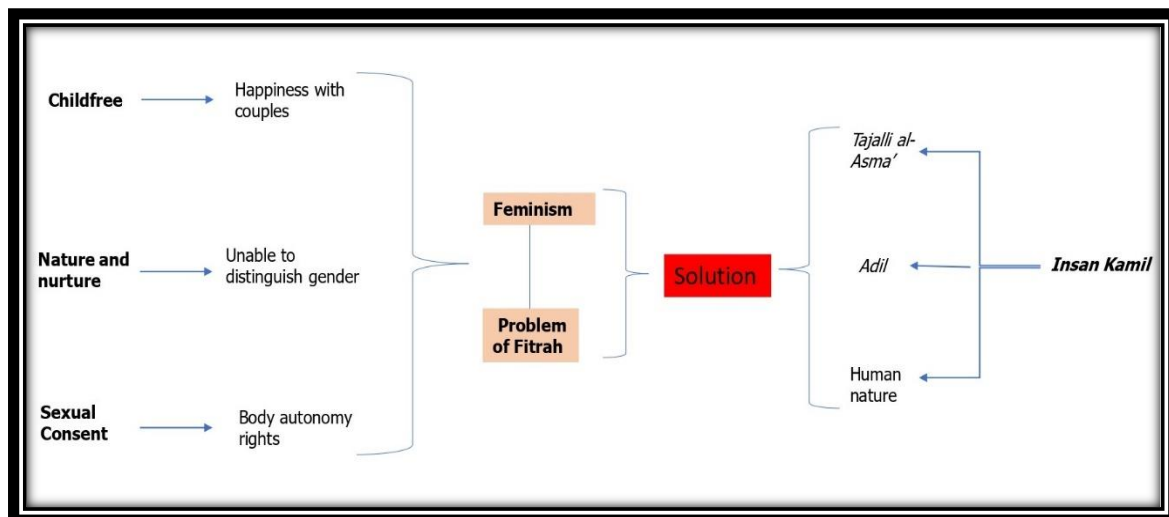 Childfree
Happiness with
couples
Nature and
nurture
Unable to
distinguish gender
Sexual
Consent
Body autonomy
rights
Feminism
Problem
of Fitrah
Solution
Tajalli al-
Asma'
Adil
Human
nature
Insan Kamil